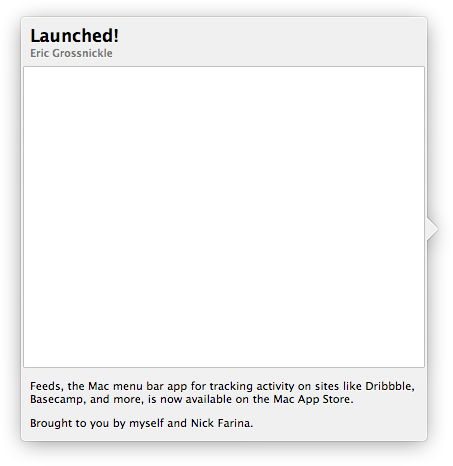 Launched!
Eric Grossnickle
Feeds, the Mac menu bar app for tracking activity on sites like Dribbble,
Basecamp, and more, is now available on the Mac App Store.
Brought to you by myself and Nick Farina.